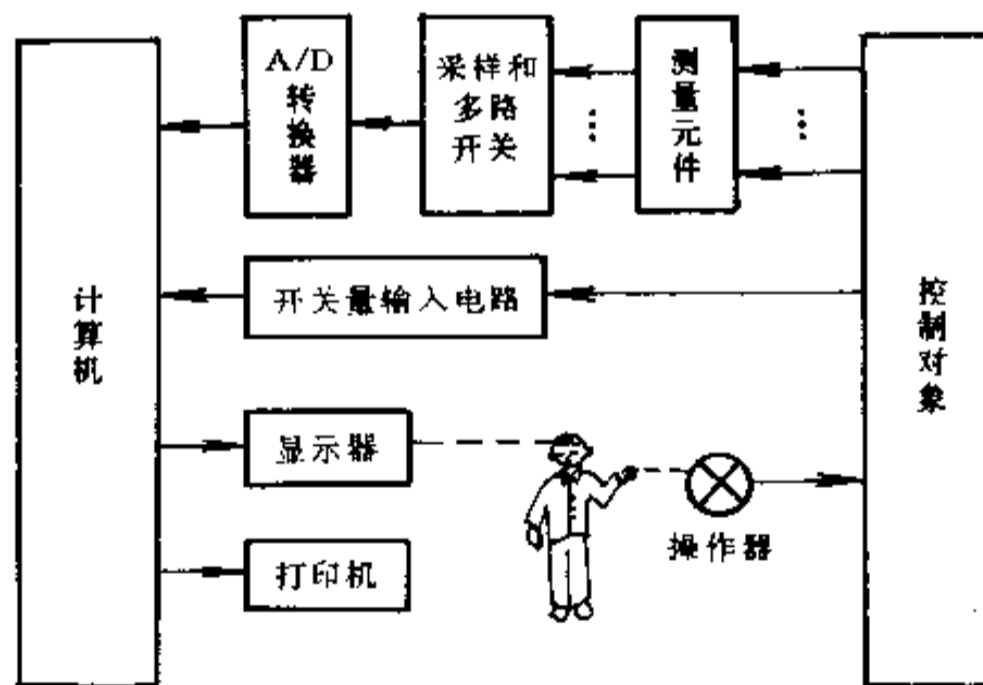 A/D
转换器
采样和
多路
开关
测量元件
计算机
开关量输入电路
控制对象
显示器
操作器
打印机